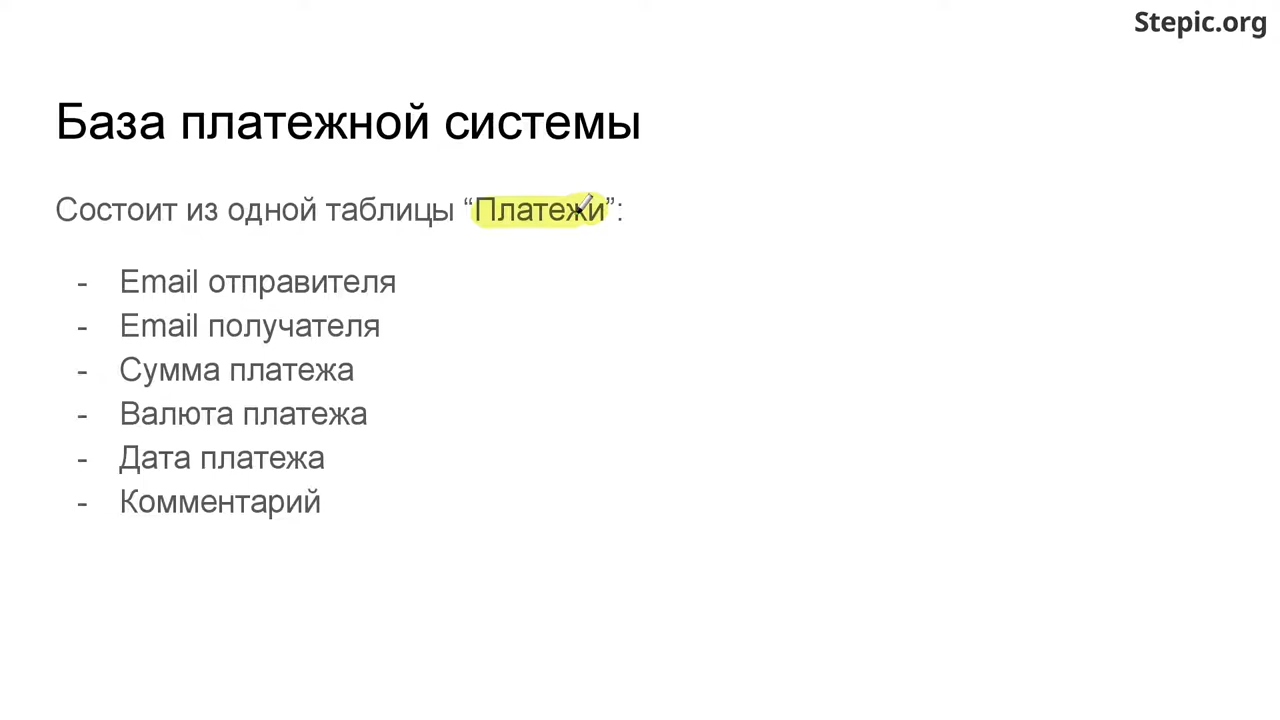 Stepic.org
База платежной системы
Состоит из одной таблицы “Платежи”:
- Email отправителя
- Email получателя
- Сумма платежа
- Валюта платежа
- Дата платежа
- Комментарий